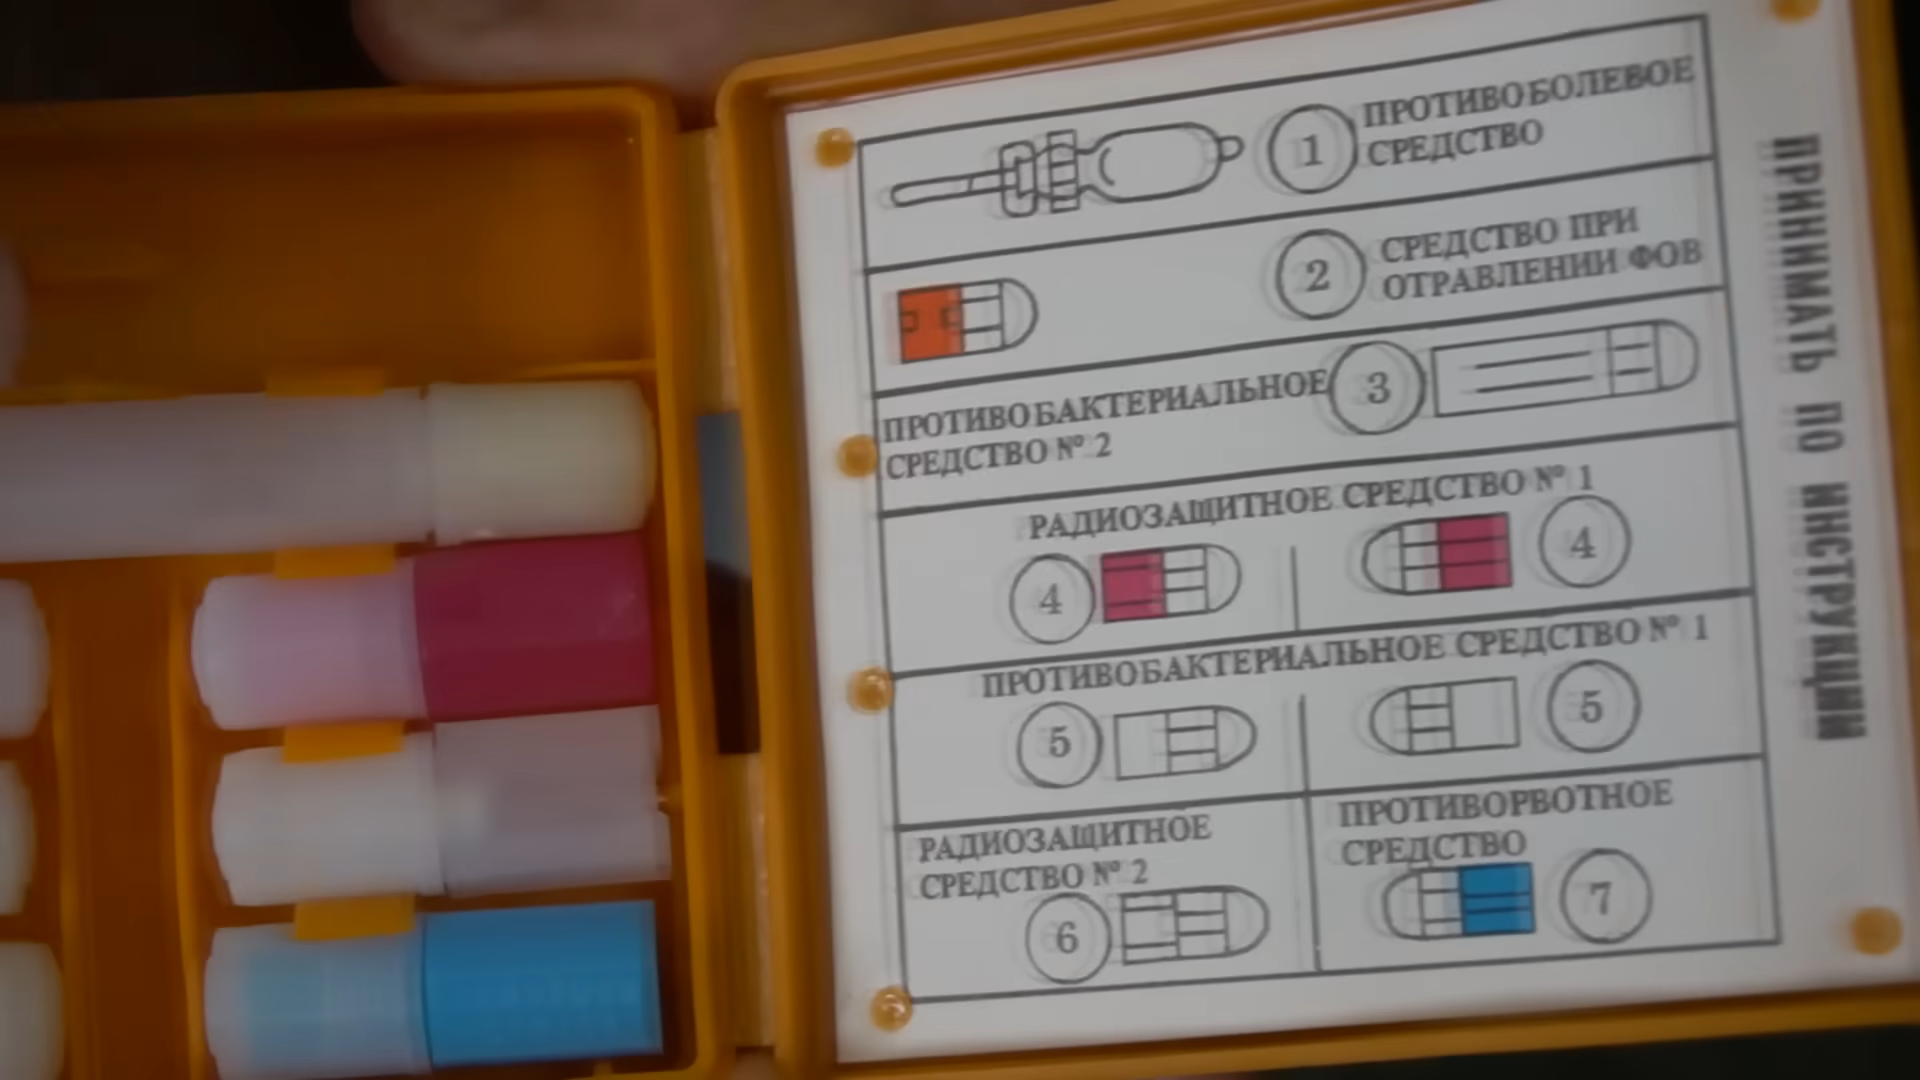 1
ПРОТИВОБОЛЕВОЕ
СРЕДСТВО
2
СРЕДСТВО ПРИ
ОТРАВЛЕНИИ ФОВ
ПРОТИВОБАКТЕРИАЛЬНОЕ
СРЕДСТВО № 2
3
РАДИОЗАЩИТНОЕ СРЕДСТВО № 1
4
4
ПРОТИВОБАКТЕРИАЛЬНОЕ СРЕДСТВО № 1
5
5
РАДИОЗАЩИТНОЕ
СРЕДСТВО № 2
6
ПРОТИВОРВОТНОЕ
СРЕДСТВО
7
ПРИНИМАТЬ ПО ИНСТРУКЦИИ